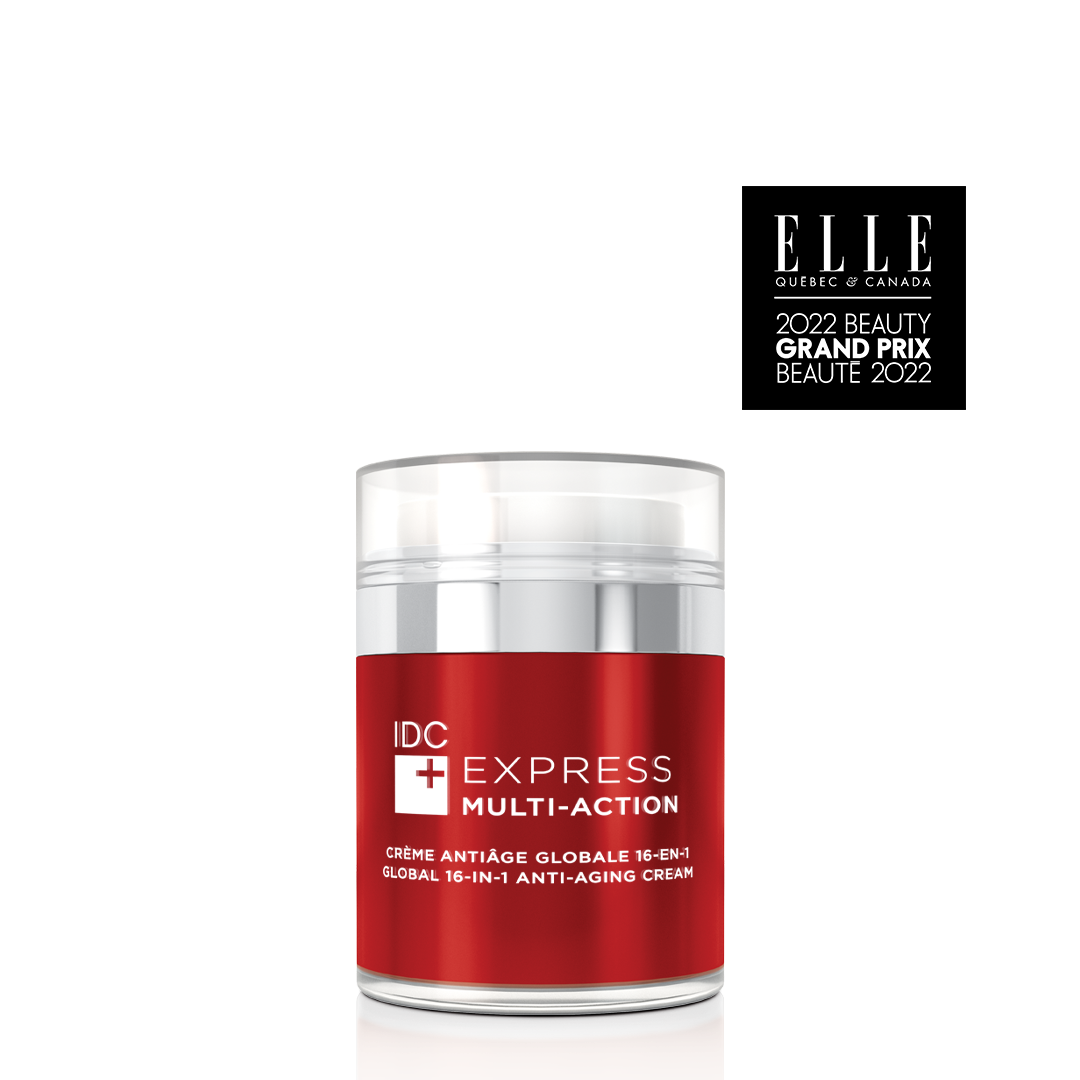 ELLE
QUÉBEC & CANADA
2022 BEAUTY
GRAND PRIX
BEAUTÉ 2022
IDC
+ EXPRESS
MULTI-ACTION
CRÈME ANTIÂGE GLOBALE 16-EN-1
GLOBAL 16-IN-1 ANTI-AGING CREAM